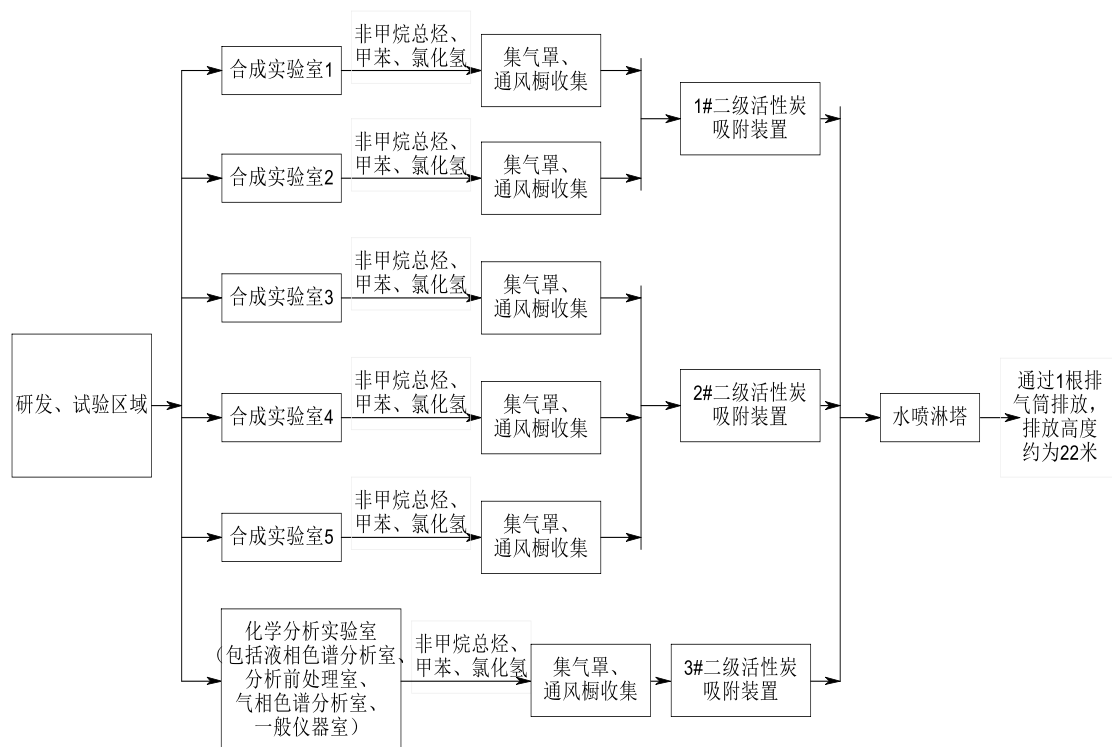 研发、试验区域
合成实验室1
非甲烷总烃、
甲苯、氯化氢
集气罩、
通风橱收集
合成实验室2
非甲烷总烃、
甲苯、氯化氢
集气罩、
通风橱收集
1#二级活性炭
吸附装置
合成实验室3
非甲烷总烃、
甲苯、氯化氢
集气罩、
通风橱收集
合成实验室4
非甲烷总烃、
甲苯、氯化氢
集气罩、
通风橱收集
合成实验室5
非甲烷总烃、
甲苯、氯化氢
集气罩、
通风橱收集
2#二级活性炭
吸附装置
化学分析实验室
（包括液相色谱分析室、
分析前处理室、
气相色谱分析室、
一般仪器室）
非甲烷总烃、
甲苯、氯化氢
集气罩、
通风橱收集
3#二级活性炭
吸附装置
水喷淋塔
通过1根排
气筒排放，
排放高度
约为22米